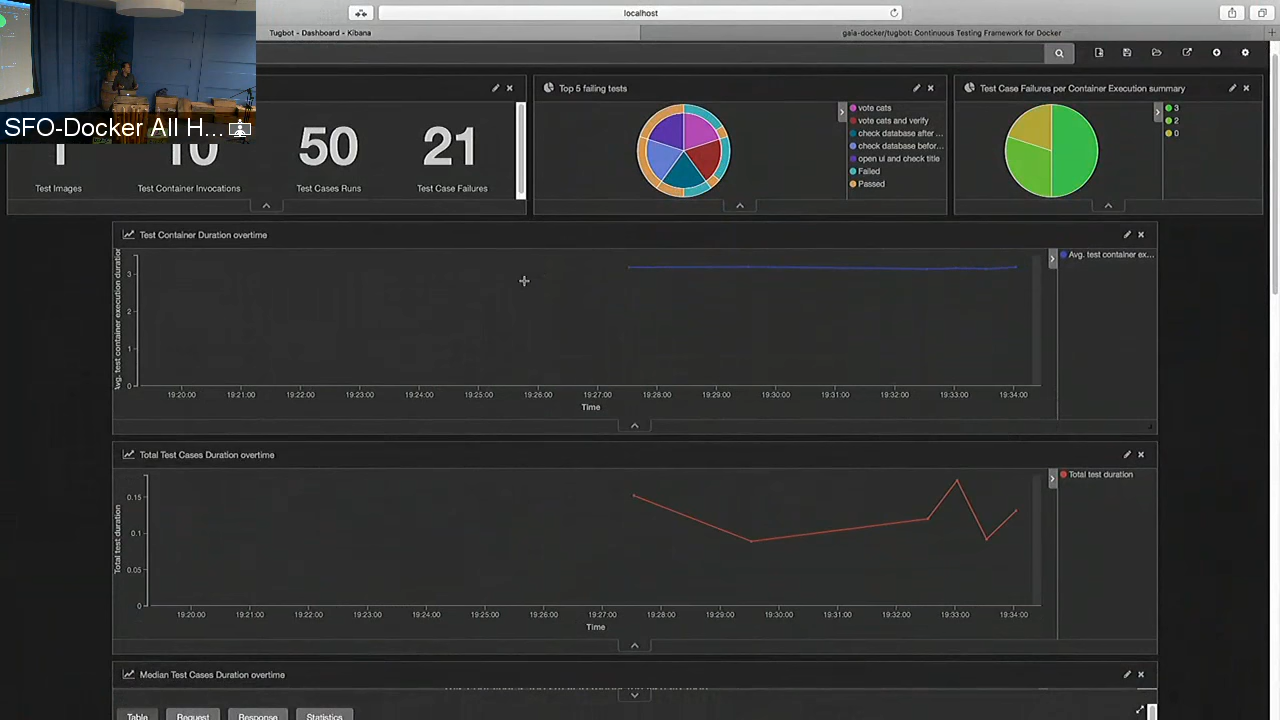 localhost
Tugbot - Dashboard - Kibana
gaia-docker/tugbot: Continuous Testing Framework for Docker
SFO-Docker All H...
1
10
50
21
Test Images
Test Container Invocations
Test Cases Runs
Test Case Failures
Top 5 failing tests
vote cats
vote cats and verify
check database after ...
check database befor...
open ui and check title
Failed
Passed
Test Case Failures per Container Execution summary
3
2
0
Test Container Duration overtime
Avg. test container execution duration
3
2
1
0
19:20:00
19:21:00
19:22:00
19:23:00
19:24:00
19:25:00
19:26:00
19:27:00
19:28:00
19:29:00
19:30:00
19:31:00
19:32:00
19:33:00
19:34:00
Time
Avg. test container ex...
Total Test Cases Duration overtime
Total test duration
0.15
0.1
0.05
0
19:20:00
19:21:00
19:22:00
19:23:00
19:24:00
19:25:00
19:26:00
19:27:00
19:28:00
19:29:00
19:30:00
19:31:00
19:32:00
19:33:00
19:34:00
Time
Total test duration
Median Test Cases Duration overtime
Table
Request
Response
Statistics